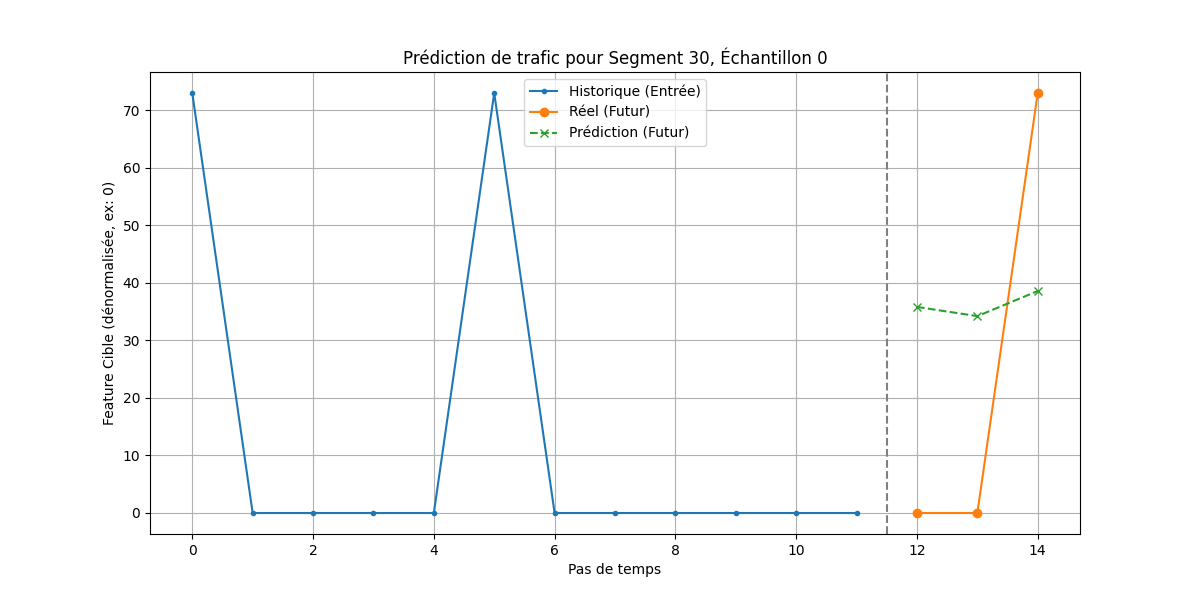 Prédiction de trafic pour Segment 30, Échantillon 0
Historique (Entrée)
Réel (Futur)
Prédiction (Futur)
Feature Cible (dénormalisée, ex: 0)
70
60
50
40
30
20
10
0
0 2 4 6 8 10 12 14
Pas de temps